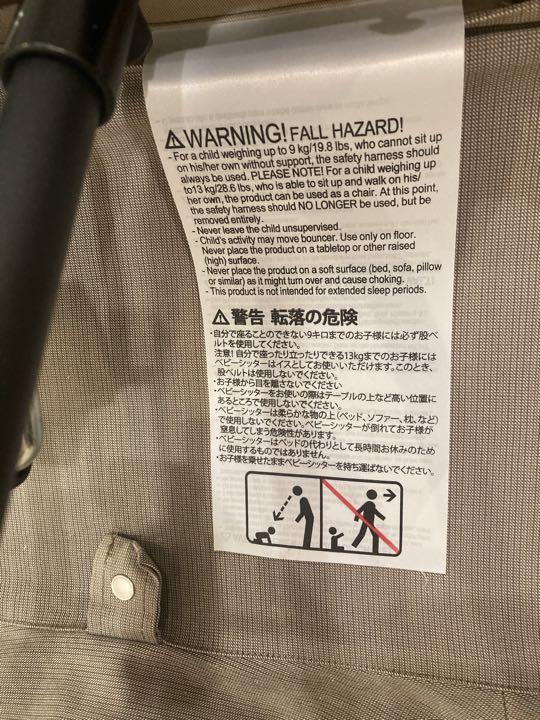 ⚠WARNING! FALL HAZARD!
- For a child weighing up to 9 kg/19.8 lbs, who cannot sit up
on his/her own without support, the safety harness should
always be used. PLEASE NOTE! For a child weighing up
to13 kg/28.6 lbs, who is able to sit up and walk on his/
her own, the product can be used as a chair. At this point,
the safety harness should NO LONGER be used, but be
removed entirely.
- Never leave the child unsupervised.
- Child's activity may move bouncer. Use only on floor.
Never place the product on a tabletop or other raised
(high) surface.
- Never place the product on a soft surface (bed, sofa, pillow
or similar) as it might turn over and cause choking.
- This product is not intended for extended sleep periods.
⚠警告 転落の危険
・自分で座ることのできない9キロまでのお子様には必ず股ベ
ルトを使用してください。
注意! 自分で座ったり立ったりできる13kgまでのお子様には
ベビーシッターはイスとしてお使いいただけます。このとき、
股ベルトは使用しないでください。
・お子様から目を離さないでください
・ベビーシッターをお使いの際はテーブルの上など高い位置に
あるところで使用しないでください。
・ベビーシッターは柔らかな物の上(ベッド、ソファー、枕、など)
で使用しないでください。ベビーシッターが倒れてお子様が
窒息してしまう危険性があります。
・ベビーシッターはベッドの代わりとして長時間お休みのため
に使用するものではありません。
・お子様を乗せたままベビーシッターを持ち運ばないでください。